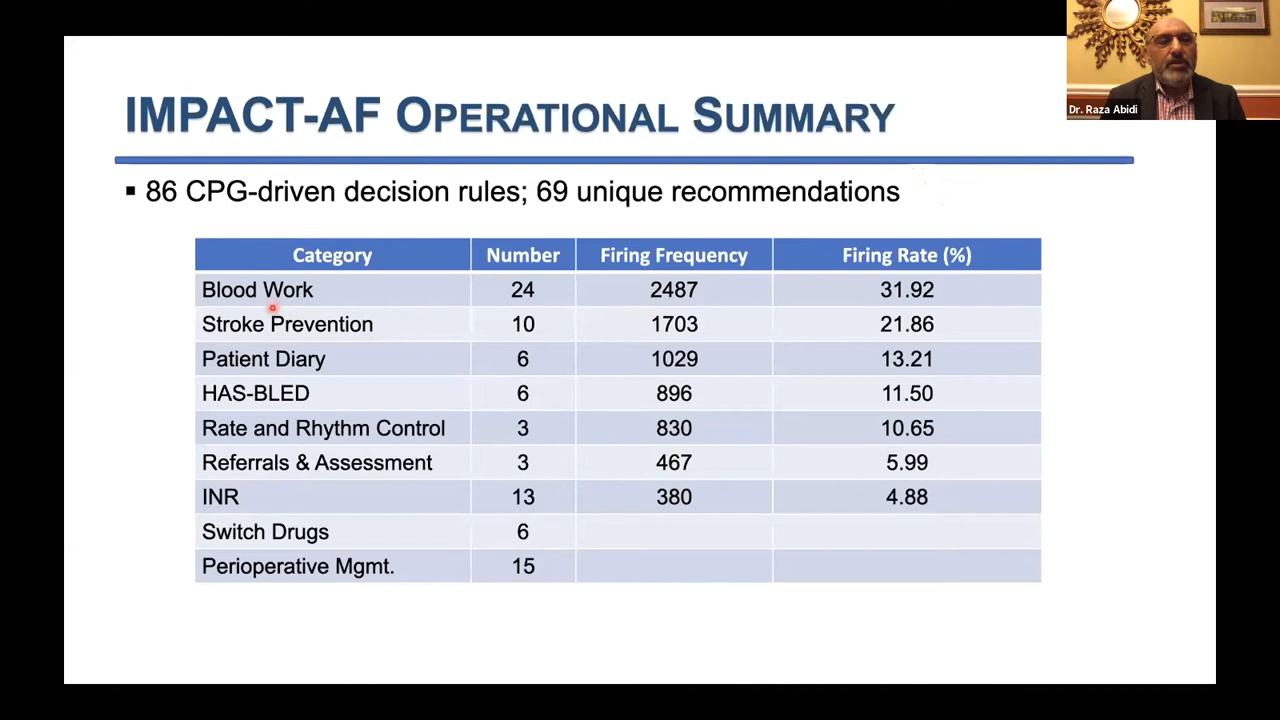 Dr. Raza Abidi
IMPACT-AF OPERATIONAL SUMMARY
▪ 86 CPG-driven decision rules; 69 unique recommendations
Category Number Firing Frequency Firing Rate (%)
Blood Work 24 2487 31.92
Stroke Prevention 10 1703 21.86
Patient Diary 6 1029 13.21
HAS-BLED 6 896 11.50
Rate and Rhythm Control 3 830 10.65
Referrals & Assessment 3 467 5.99
INR 13 380 4.88
Switch Drugs 6
Perioperative Mgmt. 15